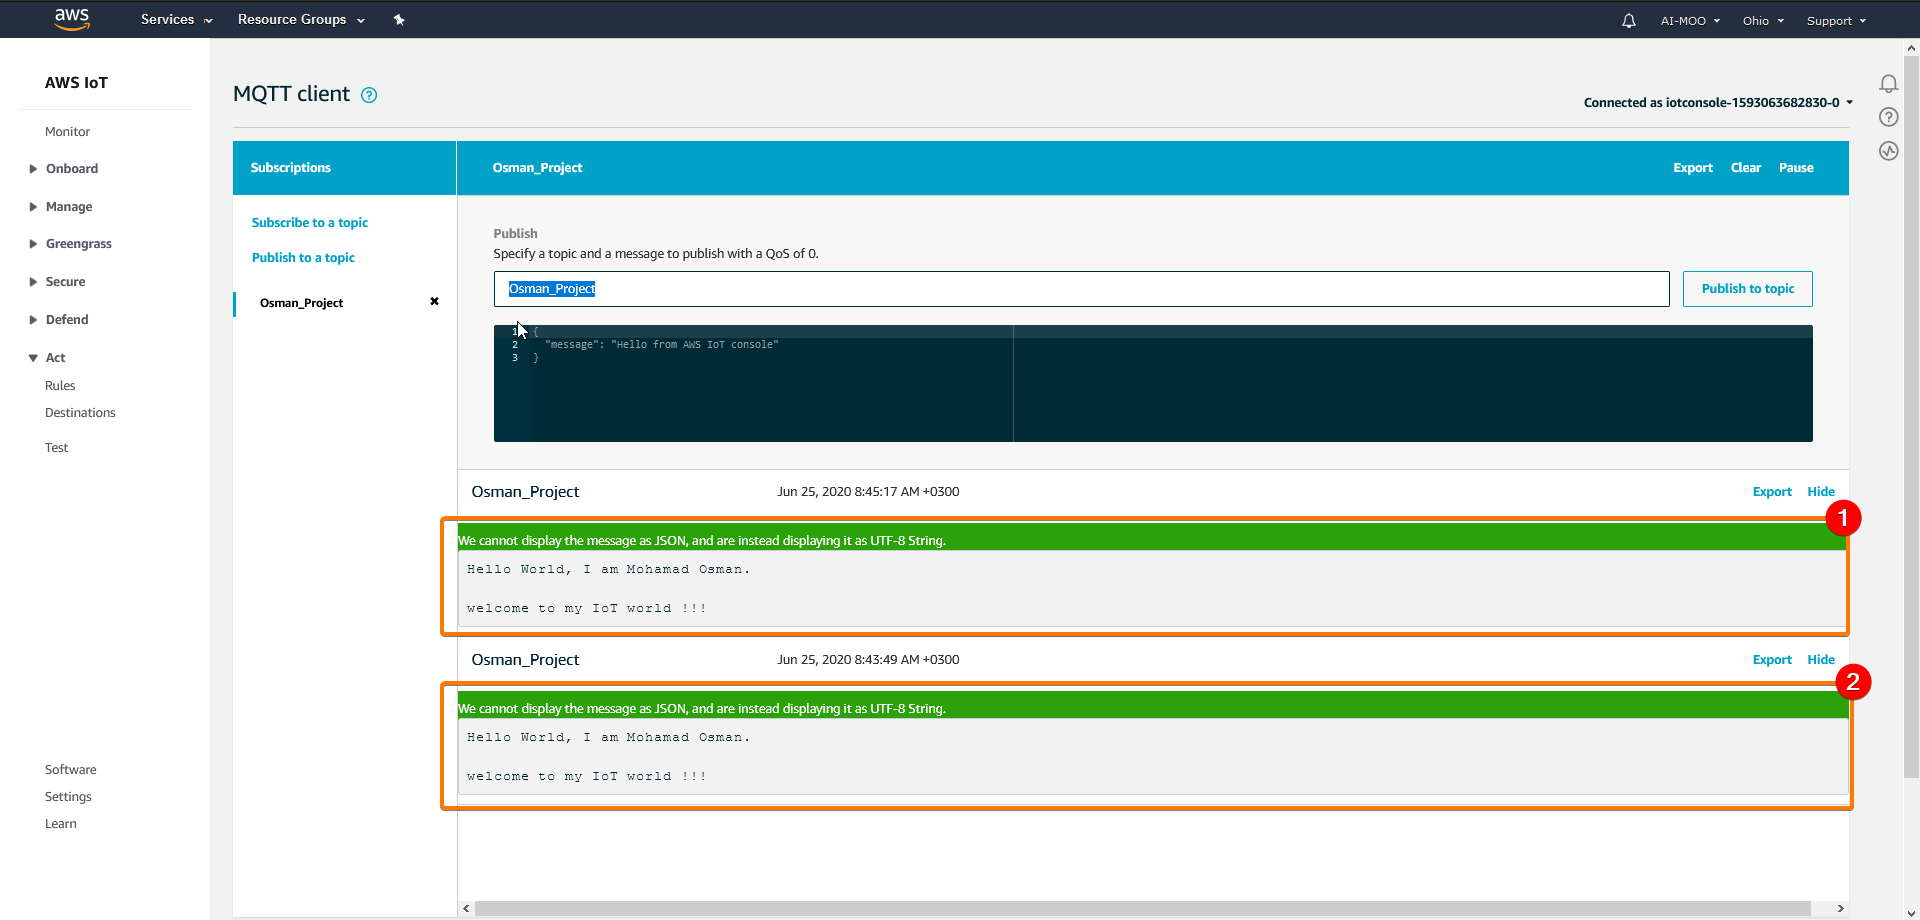 aws
Services
Resource Groups
AI-MOO
Ohio
Support
AWS IoT
Monitor
Onboard
Manage
Greengrass
Secure
Defend
Act
Rules
Destinations
Test
Software
Settings
Learn
MQTT client ?
Connected as iotconsole-1593063682830-0
Subscriptions
Subscribe to a topic
Publish to a topic
Osman_Project
Osman_Project
Export Clear Pause
Publish
Specify a topic and a message to publish with a QoS of 0.
Osman_Project
Publish to topic
1 {
2 "message": "Hello from AWS IoT console"
3 }
Osman_Project Jun 25, 2020 8:45:17 AM +0300 Export Hide
1
We cannot display the message as JSON, and are instead displaying it as UTF-8 String.
Hello World, I am Mohamad Osman.
welcome to my IoT world !!!
Osman_Project Jun 25, 2020 8:43:49 AM +0300 Export Hide
2
We cannot display the message as JSON, and are instead displaying it as UTF-8 String.
Hello World, I am Mohamad Osman.
welcome to my IoT world !!!